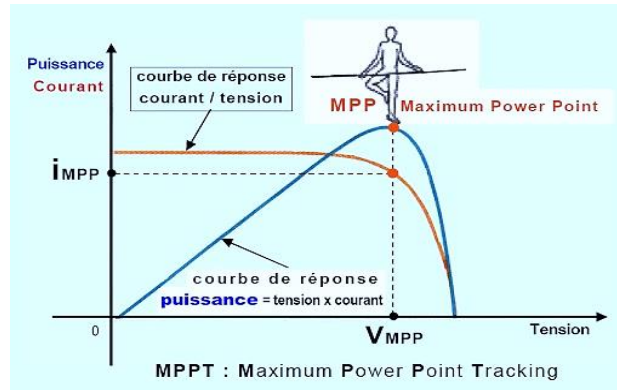 Puissance
Courant
courbe de réponse
courant / tension
MPP Maximum Power Point
iMPP
courbe de réponse
puissance = tension x courant
0
VMPP
Tension
MPPT : Maximum Power Point Tracking